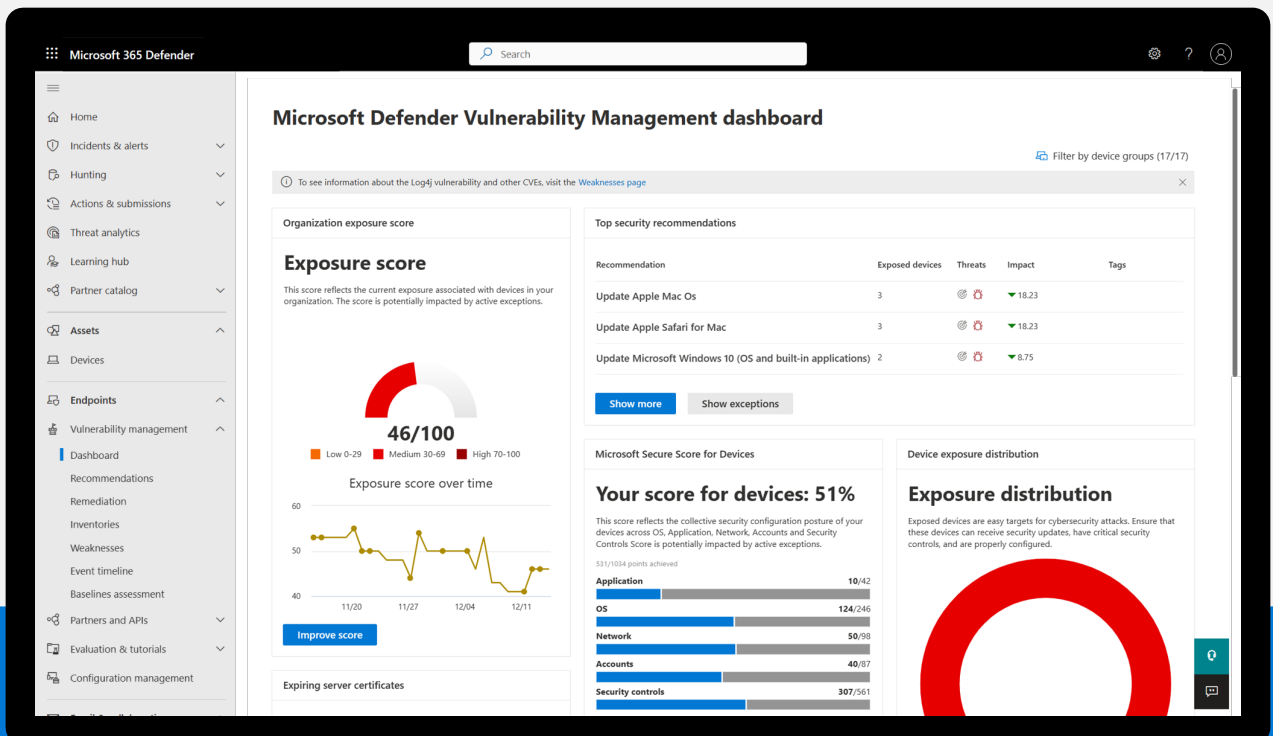 Microsoft 365 Defender
Search
?
Home
Incidents & alerts
Hunting
Actions & submissions
Threat analytics
Learning hub
Partner catalog
Assets
Devices
Endpoints
Vulnerability management
Dashboard
Recommendations
Remediation
Inventories
Weaknesses
Event timeline
Baselines assessment
Partners and APIs
Evaluation & tutorials
Configuration management
Microsoft Defender Vulnerability Management dashboard
Filter by device groups (17/17)
To see information about the Log4j vulnerability and other CVEs, visit the Weaknesses page
Organization exposure score
Exposure score
This score reflects the current exposure associated with devices in your
organization. The score is potentially impacted by active exceptions.
46/100
Low 0-29 Medium 30-69 High 70-100
Exposure score over time
60
50
40
11/20 11/27 12/04 12/11
Improve score
Expiring server certificates
Top security recommendations
Recommendation Exposed devices Threats Impact Tags
Update Apple Mac Os 3 18.23
Update Apple Safari for Mac 3 18.23
Update Microsoft Windows 10 (OS and built-in applications) 2 8.75
Show more Show exceptions
Microsoft Secure Score for Devices
Your score for devices: 51%
This score reflects the collective security configuration posture of your
devices across OS, Application, Network, Accounts and Security
Controls Score is potentially impacted by active exceptions.
531/1034 points achieved
Application 10/42
OS 124/246
Network 50/98
Accounts 40/87
Security controls 307/561
Device exposure distribution
Exposure distribution
Exposed devices are easy targets for cybersecurity attacks. Ensure that
these devices can receive security updates, have critical security
controls, and are properly configured.